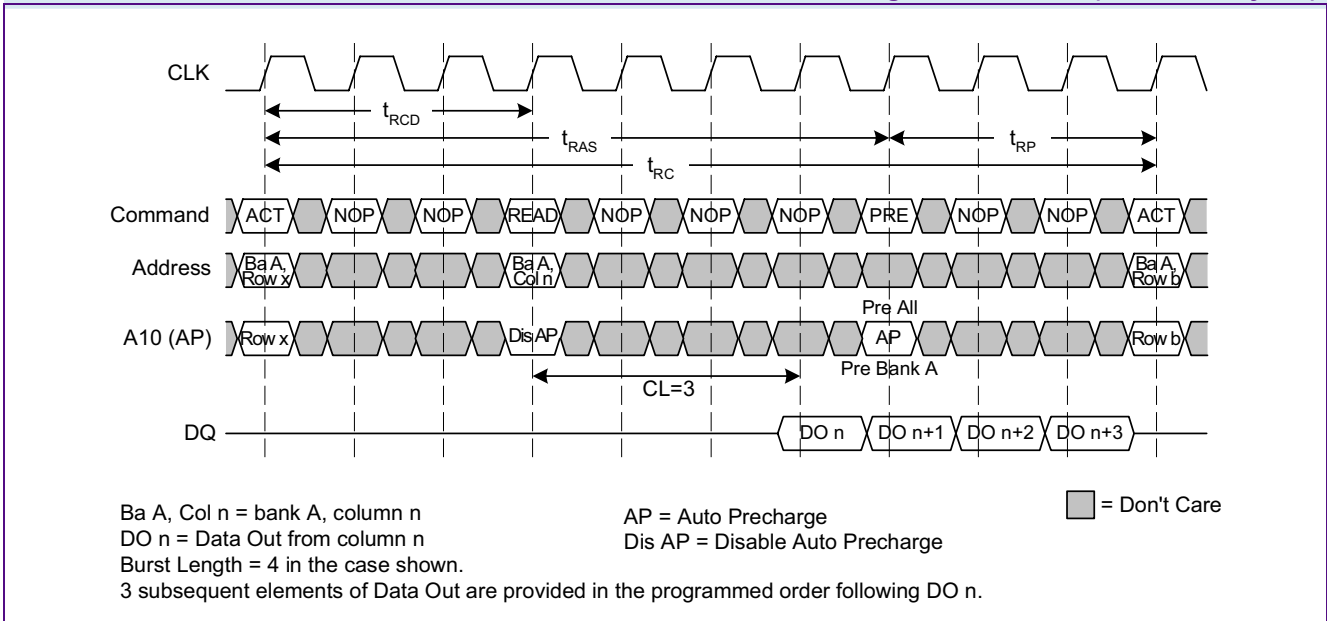 CLK
tRCD
tRAS
tRP
tRC
Command ACT NOP NOP READ NOP NOP NOP PRE NOP NOP ACT
Address Ba A, Row x Ba A, Col n Ba A, Row b
Pre All
A10 (AP) Row x Dis AP AP Row b
Pre Bank A
CL=3
DQ DO n DO n+1 DO n+2 DO n+3
Ba A, Col n = bank A, column n
DO n = Data Out from column n
Burst Length = 4 in the case shown.
3 subsequent elements of Data Out are provided in the programmed order following DO n.
AP = Auto Precharge
Dis AP = Disable Auto Precharge
= Don't Care